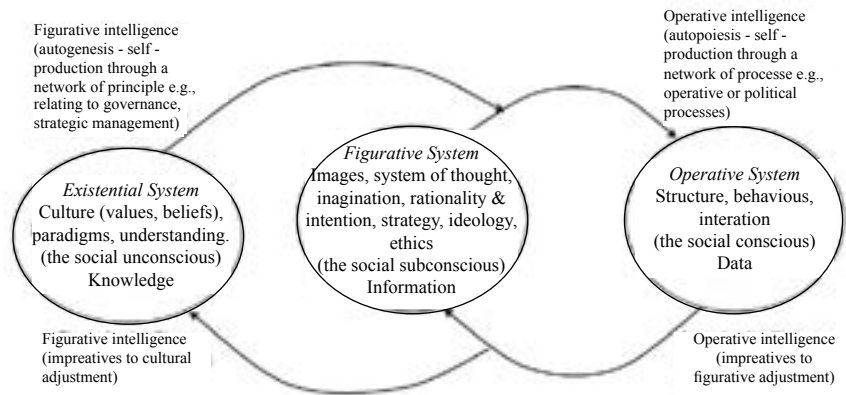 Figurative intelligence
(autogenesis - self -
production through a
network of principle e.g.,
relating to governance,
strategic management)
Operative intelligence
(autopoiesis - self-
production through a
network of processe e.g.,
operative or political
processes)
Existential System
Culture (values, beliefs),
paradigms, understanding.
(the social unconscious)
Knowledge
Figurative System
Images, system of thought,
inagination, rationality &
intention, strategy, ideology,
ethics
(the social subconscious)
Information
Operative System
Structure, behavious,
interation
(the social conscious)
Data
Figurative intelligence
(impreatives to cultural
adjustment)
Operative intelligence
(impreatives to
figurative adjustment)